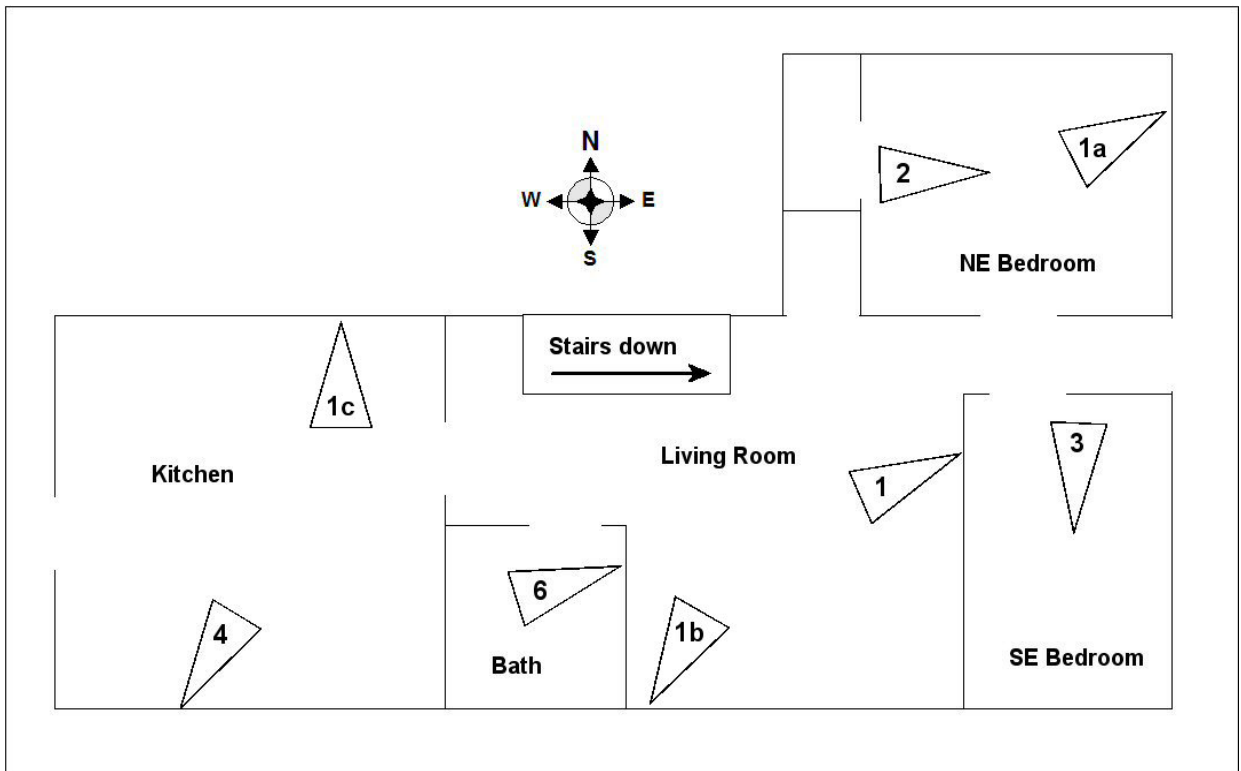 1a
N
2
W
E
S
NE Bedroom
Stairs down
1c
3
Living Room
Kitchen
1
6
4
1b
Bath
SE Bedroom